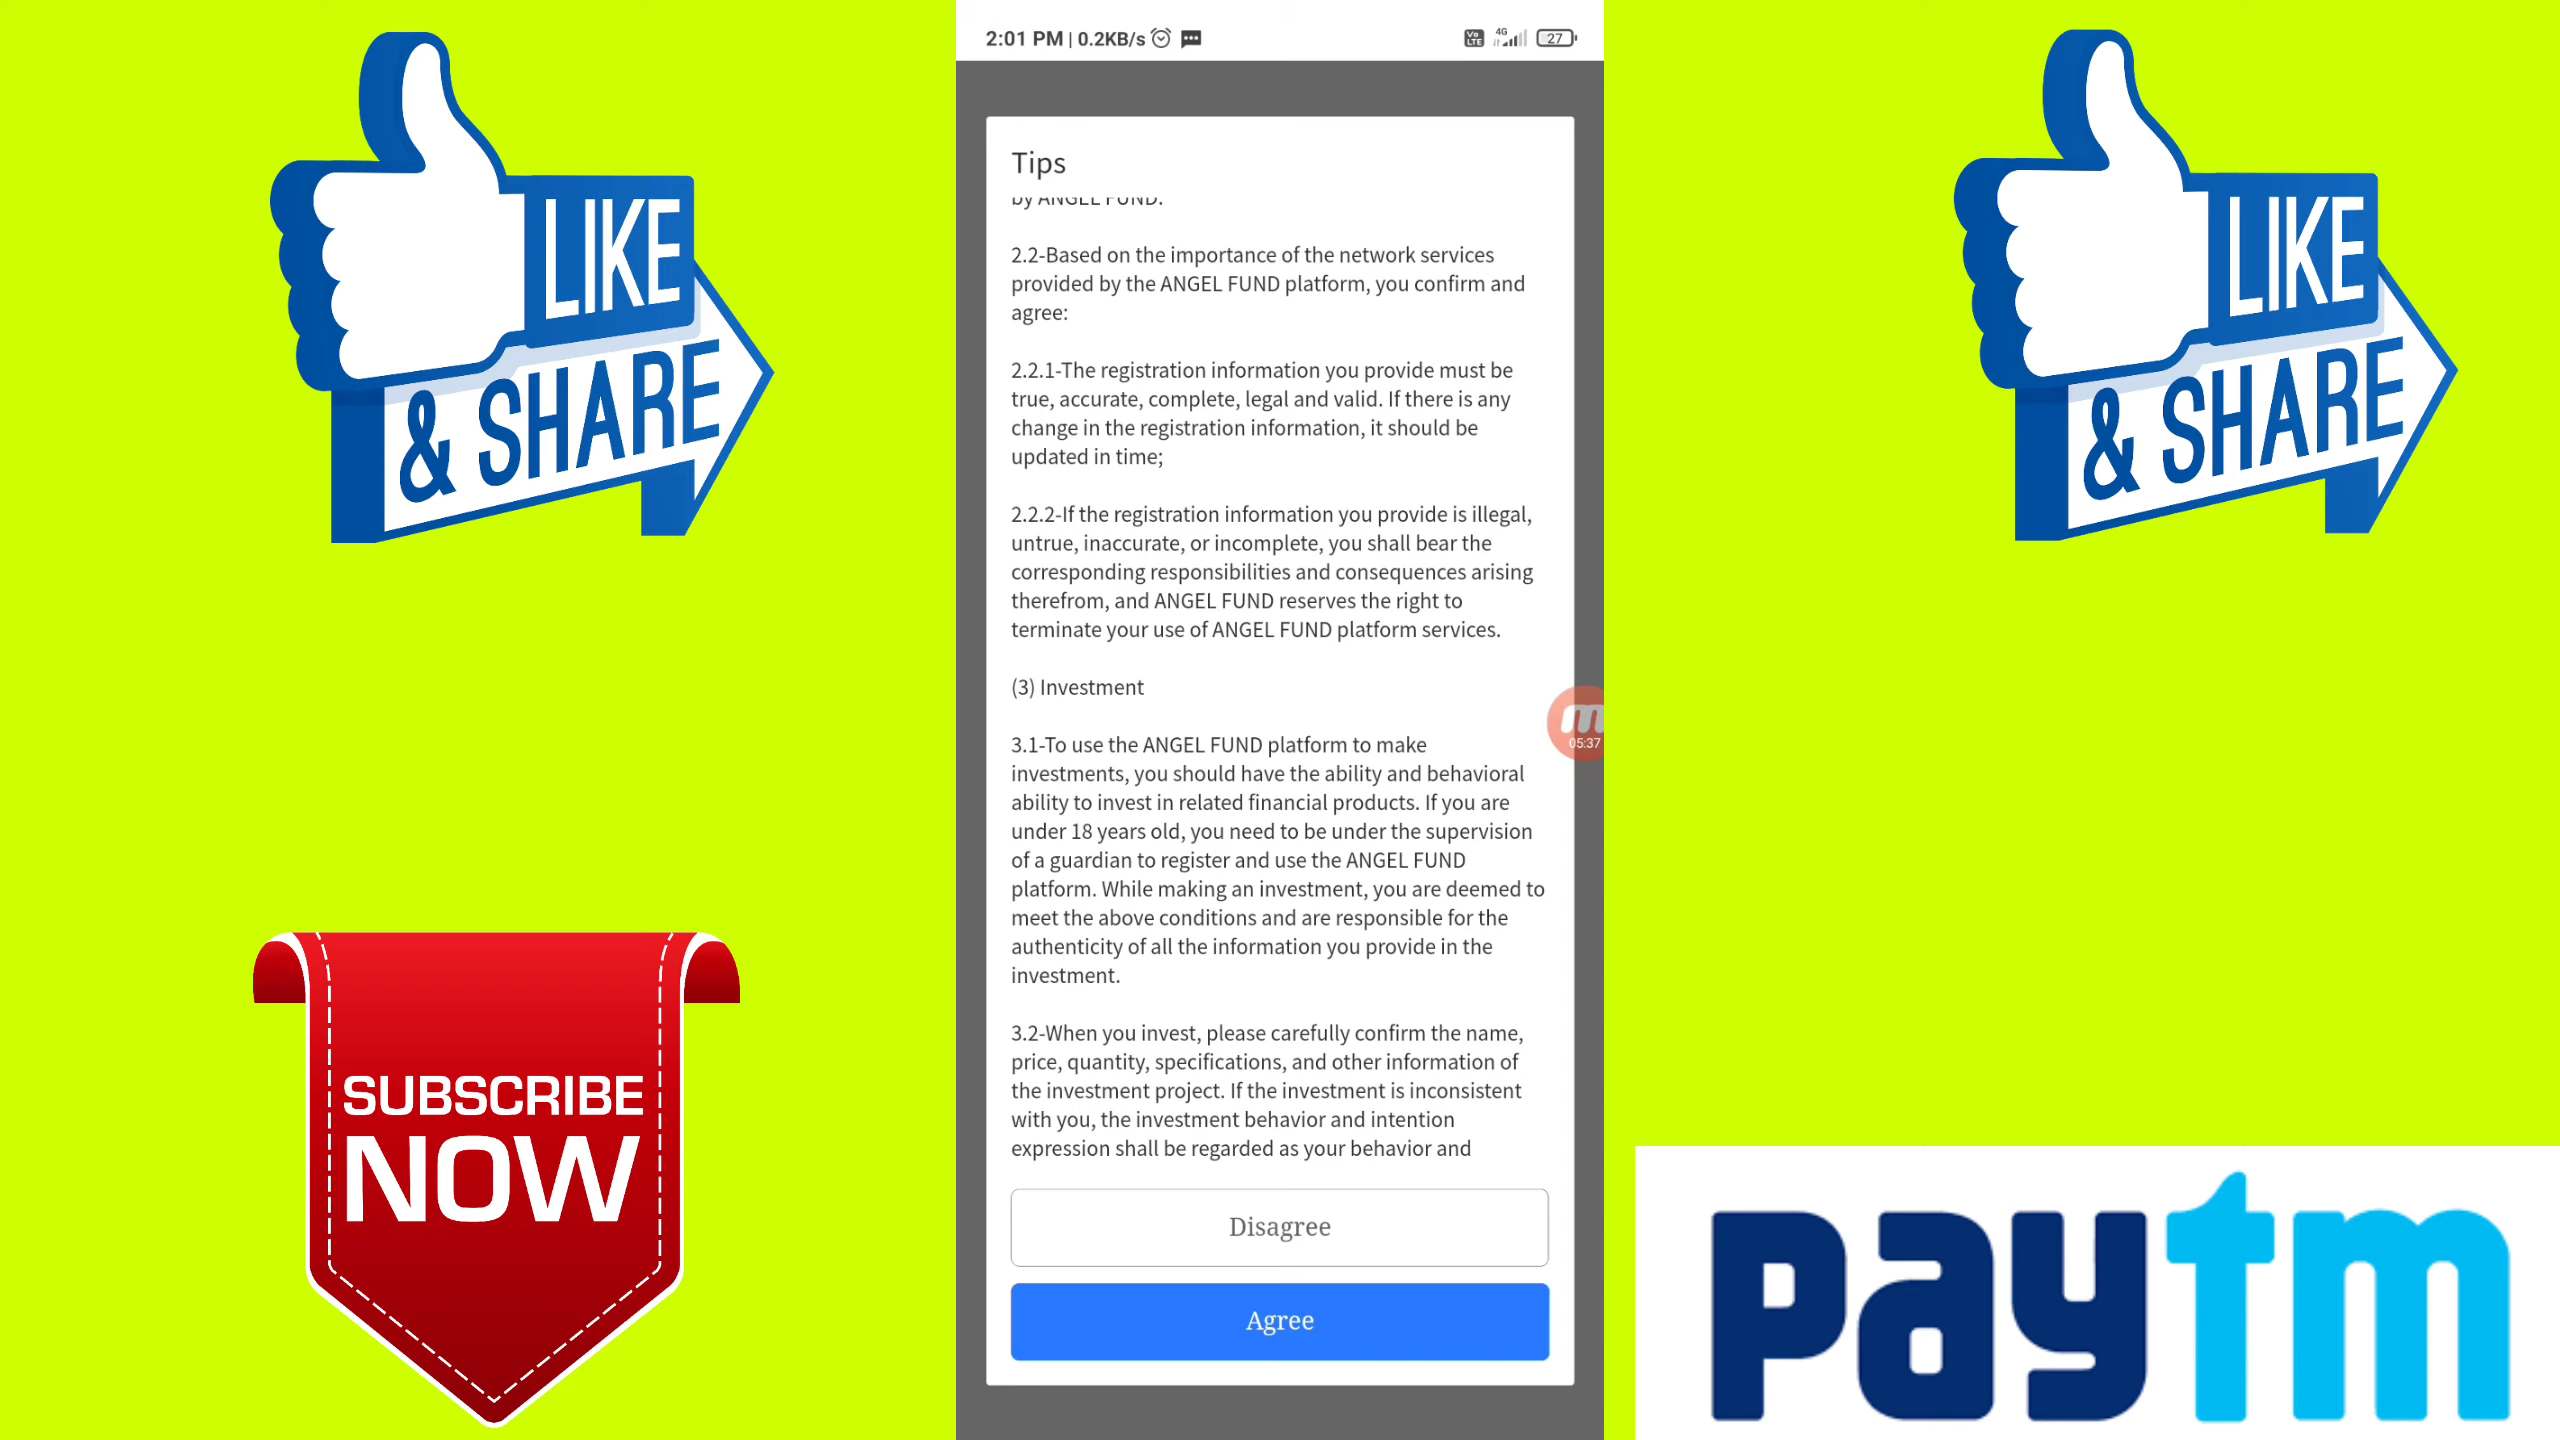 LIKE
& SHARE
SUBSCRIBE
NOW
2:01 PM | 0.2KB/s
Vo
LTE
4G
27
Tips
by ANGEL FUND.
2.2-Based on the importance of the network services
provided by the ANGEL FUND platform, you confirm and
agree:
2.2.1-The registration information you provide must be
true, accurate, complete, legal and valid. If there is any
change in the registration information, it should be
updated in time;
2.2.2-If the registration information you provide is illegal,
untrue, inaccurate, or incomplete, you shall bear the
corresponding responsibilities and consequences arising
therefrom, and ANGEL FUND reserves the right to
terminate your use of ANGEL FUND platform services.
(3) Investment
3.1-To use the ANGEL FUND platform to make
investments, you should have the ability and behavioral
ability to invest in related financial products. If you are
under 18 years old, you need to be under the supervision
of a guardian to register and use the ANGEL FUND
platform. While making an investment, you are deemed to
meet the above conditions and are responsible for the
authenticity of all the information you provide in the
investment.
3.2-When you invest, please carefully confirm the name,
price, quantity, specifications, and other information of
the investment project. If the investment is inconsistent
with you, the investment behavior and intention
expression shall be regarded as your behavior and
Disagree
Agree
05:37
LIKE
& SHARE
paytm